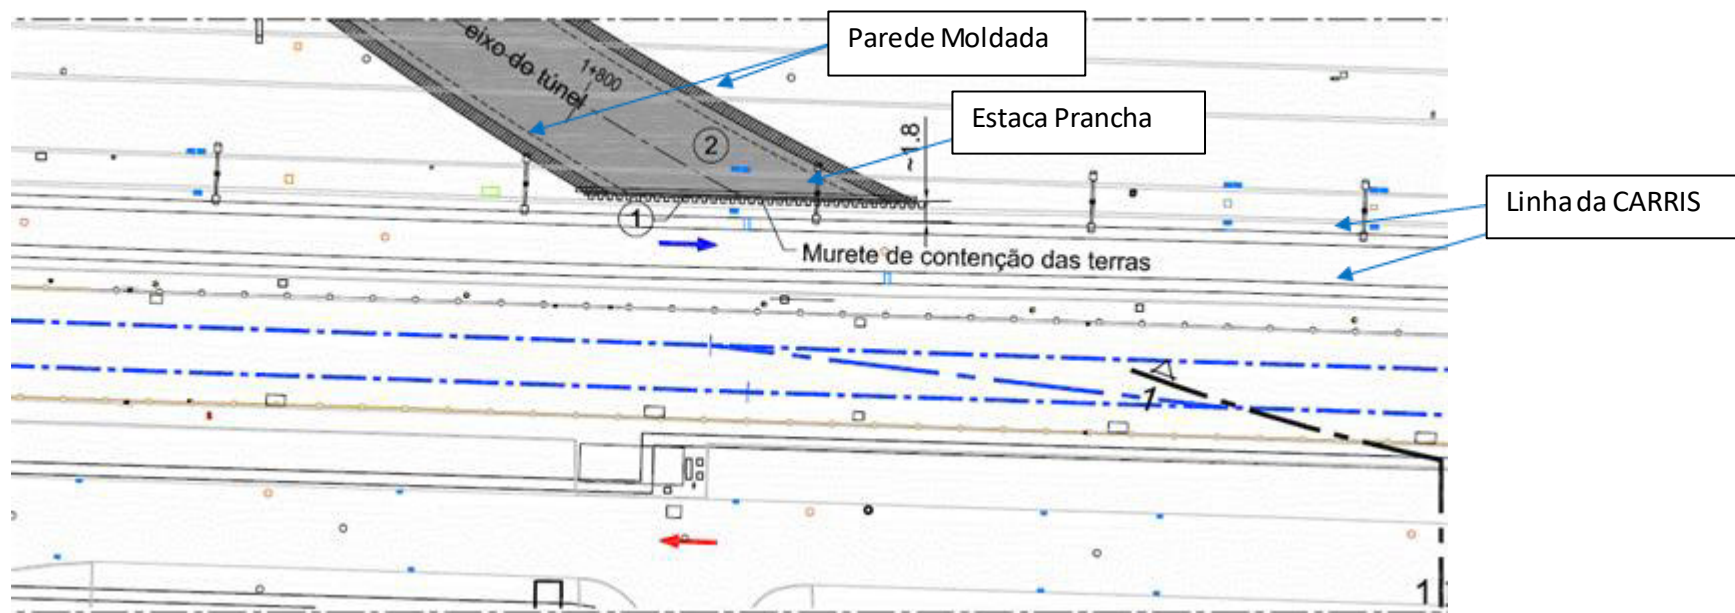 Parede Moldada
eixo do túnel
1+800
Estaca Prancha
2
~1.8
Linha da CARRIS
1
Murete de contenção das terras
1
1